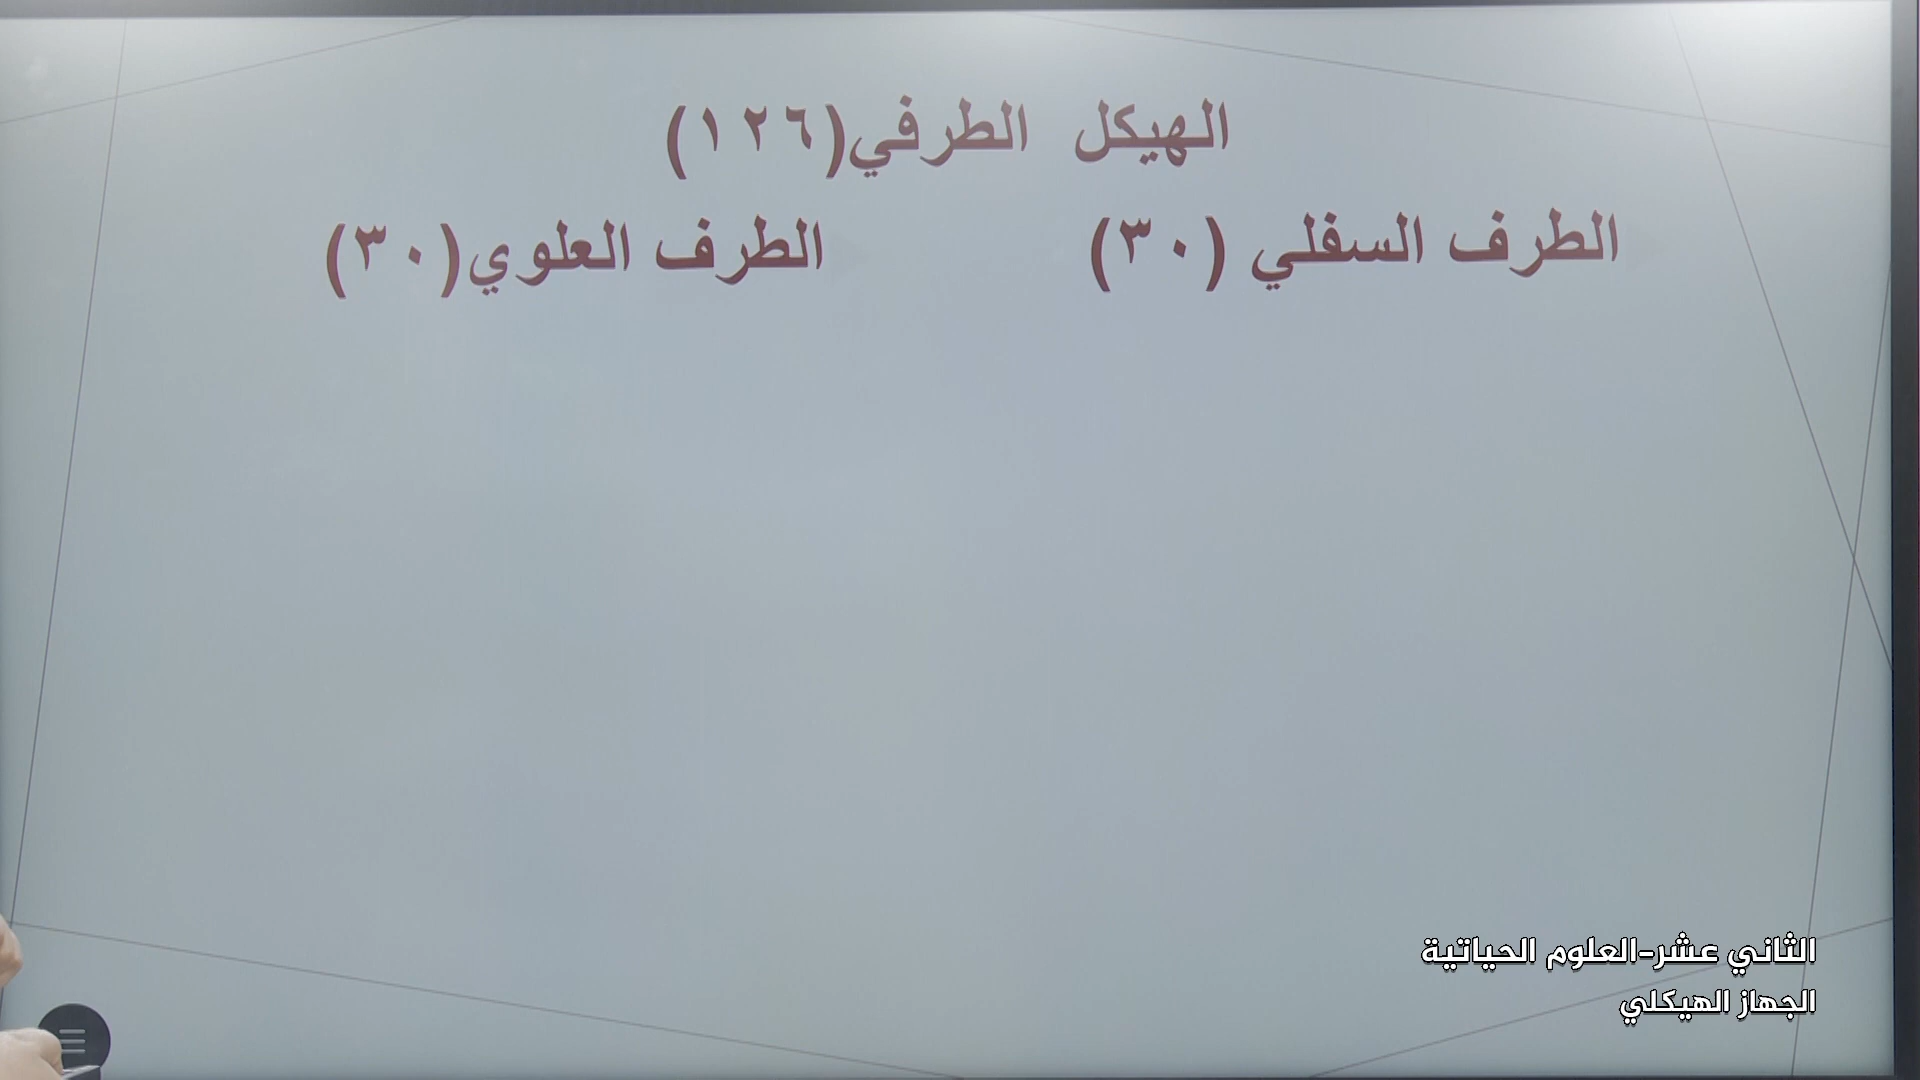 الهيكل الطرفي(١٢٦)
الطرف السفلي (٣٠)
الطرف العلوي(٣٠)
الثاني عشر-العلوم الحياتية
الجهاز الهيكلي